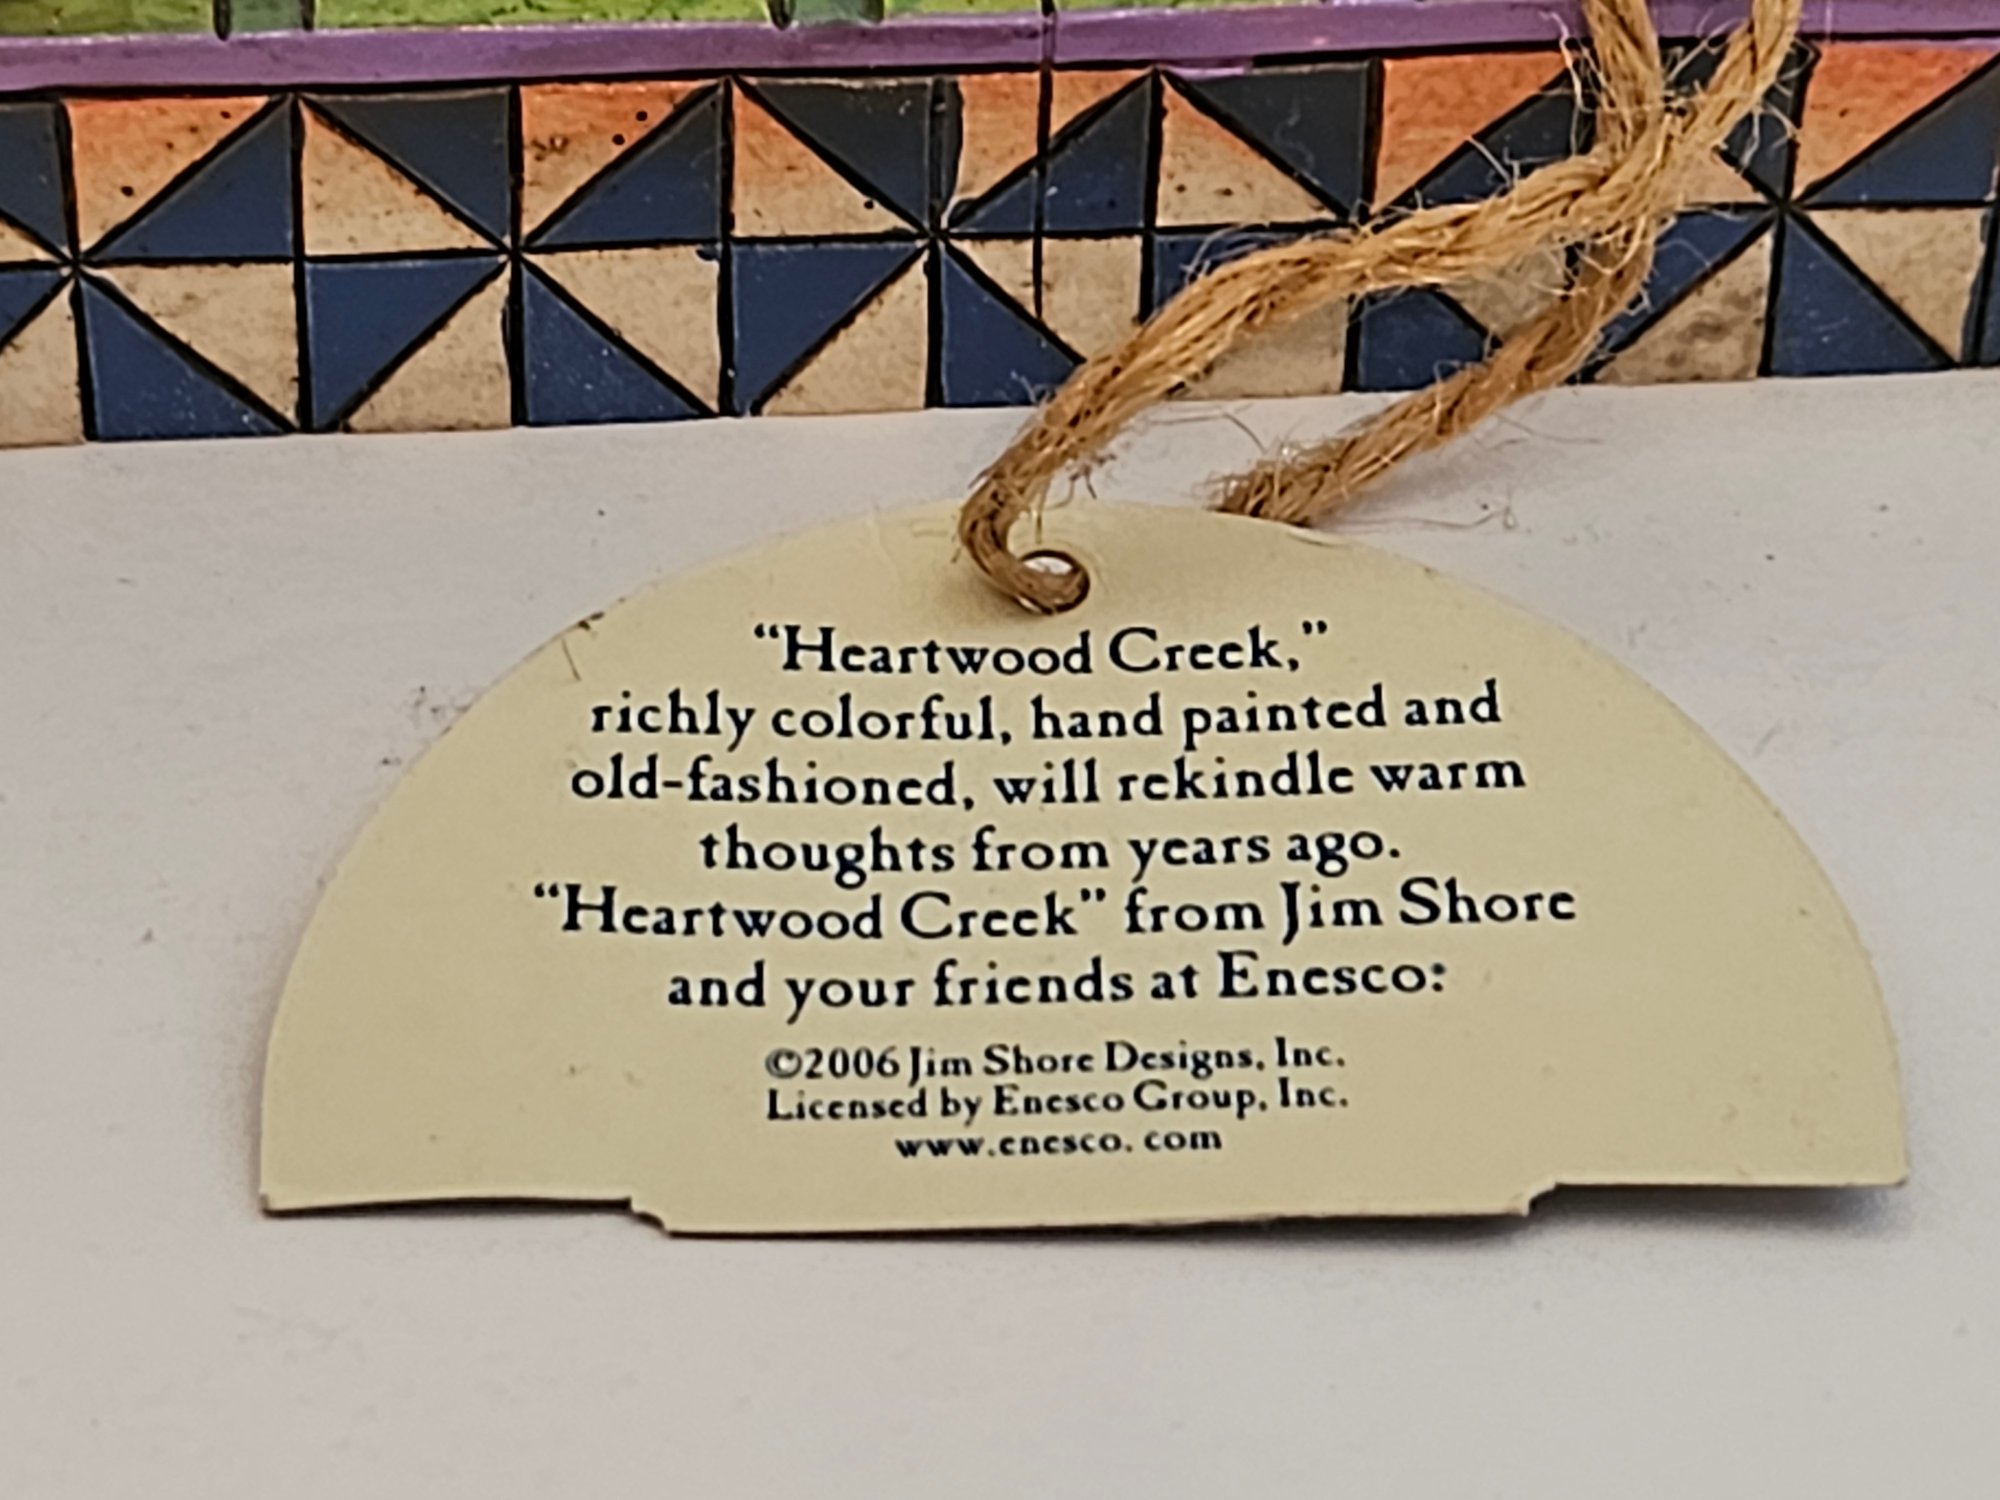 “Heartwood Creek,”
richly colorful, hand painted and
old-fashioned, will rekindle warm
thoughts from years ago.
“Heartwood Creek” from Jim Shore
and your friends at Enesco:
©2006 Jim Shore Designs, Inc.
Licensed by Enesco Group, Inc.
www.enesco. com